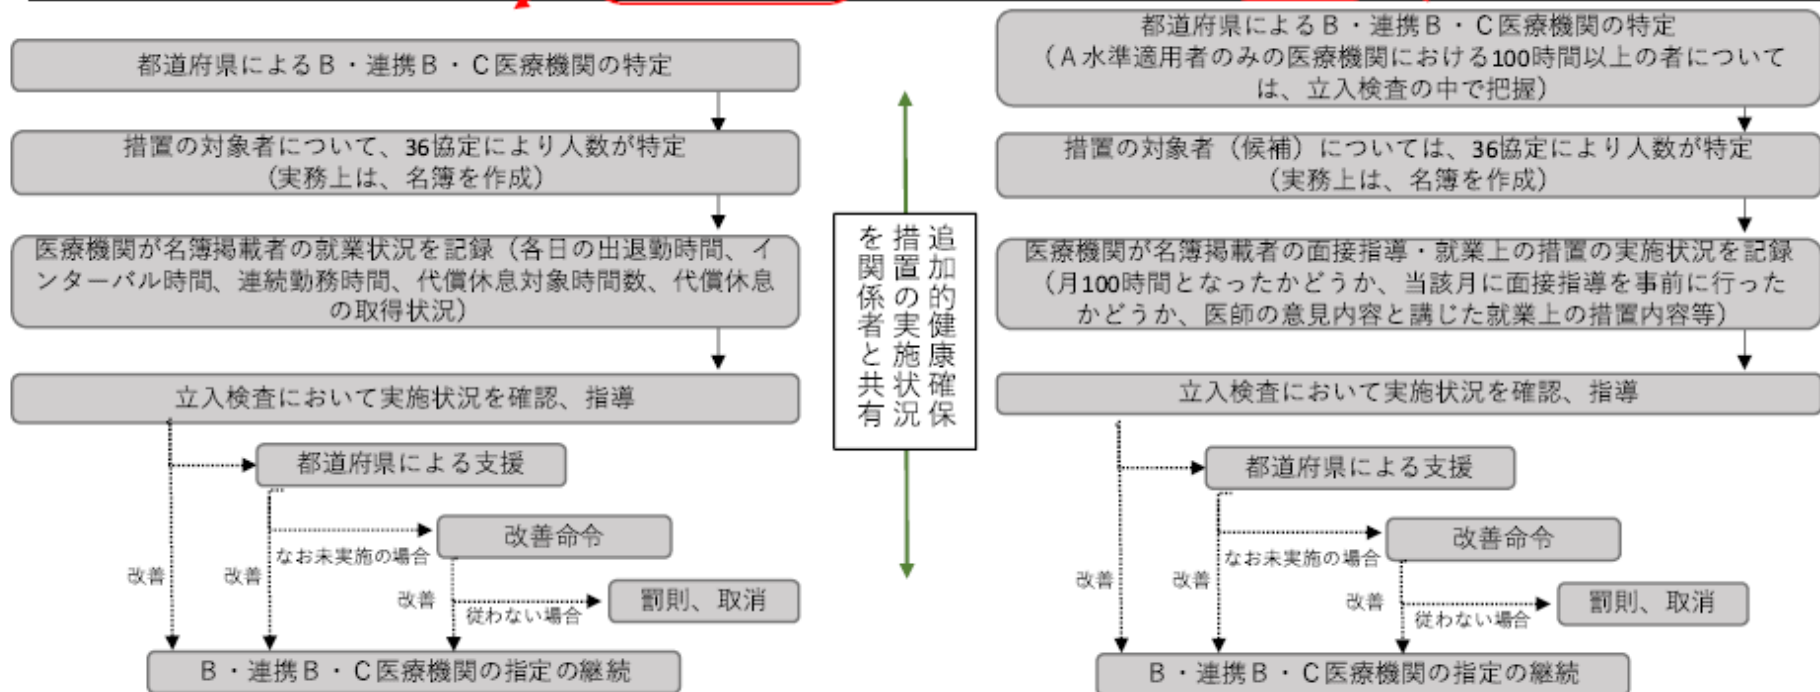 都道府県によるＢ・連携Ｂ・Ｃ医療機関の特定
措置の対象者について、36協定により人数が特定
（実務上は、名簿を作成）
医療機関が名簿掲載者の就業状況を記録（各日の出退勤時間、イ
ンターバル時間、連続勤務時間、代償休息対象時間数、代償休息
の取得状況）
立入検査において実施状況を確認、指導
都道府県による支援
改善命令
なお未実施の場合
改善
改善
改善
従わない場合
罰則、取消
Ｂ・連携Ｂ・Ｃ医療機関の指定の継続
追加的健康確保
措置の実施状況
を関係者と共有
都道府県によるＢ・連携Ｂ・Ｃ医療機関の特定
（Ａ水準適用者のみの医療機関における100時間以上の者について
は、立入検査の中で把握）
措置の対象者（候補）については、36協定により人数が特定
（実務上は、名簿を作成）
医療機関が名簿掲載者の面接指導・就業上の措置の実施状況を記録
（月100時間となったかどうか、当該月に面接指導を事前に行った
かどうか、医師の意見内容と講じた就業上の措置内容等）
立入検査において実施状況を確認、指導
都道府県による支援
改善命令
なお未実施の場合
改善
改善
改善
従わない場合
罰則、取消
Ｂ・連携Ｂ・Ｃ医療機関の指定の継続